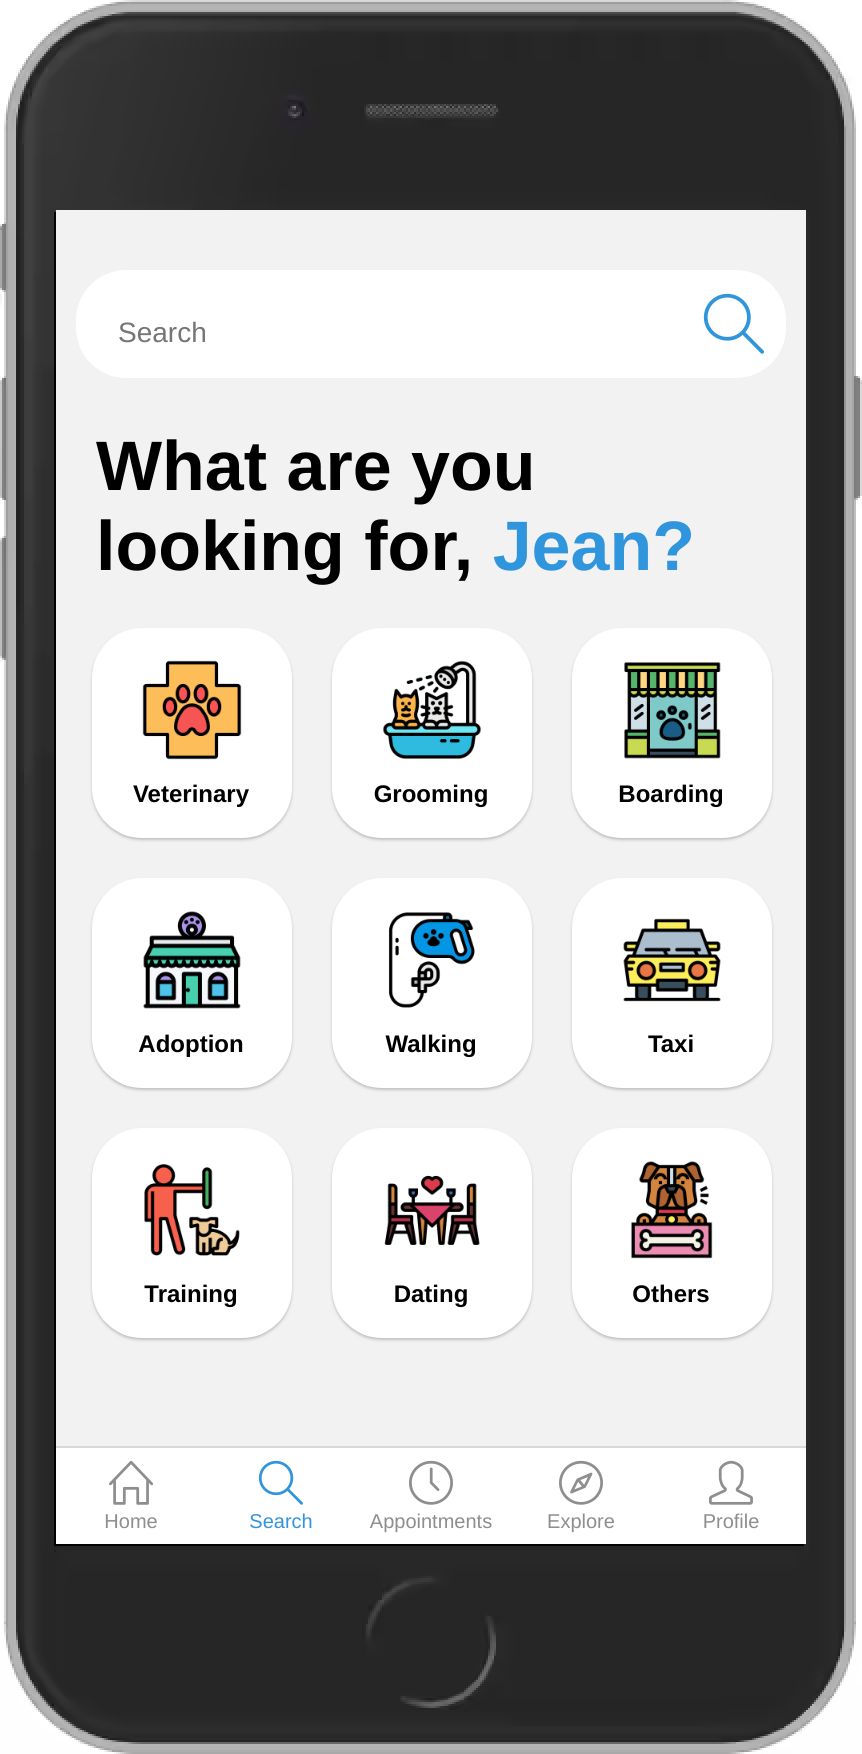 Search
What are you
looking for, Jean?
Veterinary
Grooming
Boarding
Adoption
Walking
Taxi
Training
Dating
Others
Home
Search
Appointments
Explore
Profile